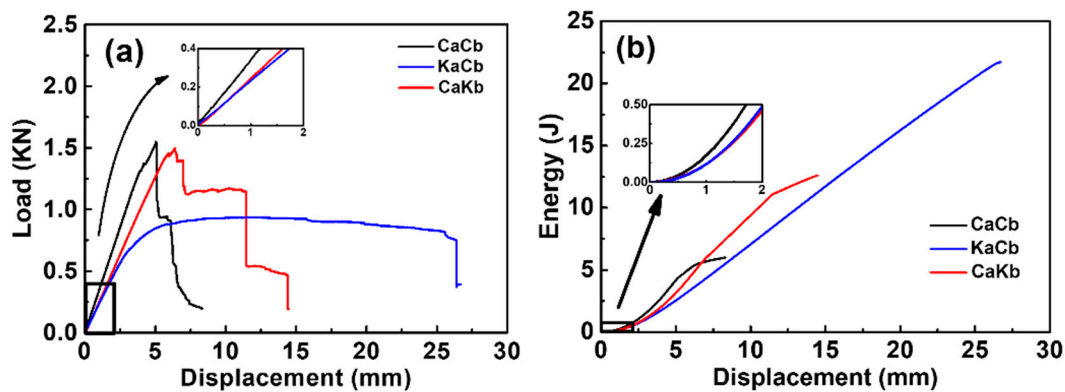 (a)
Load (KN)
2.5
2.0
1.5
1.0
0.5
0.0
0 5 10 15 20 25 30
Displacement (mm)
0.4
0.2
0.0
0 1 2
CaCb
KaCb
CaKb
(b)
Energy (J)
25
20
15
10
5
0
0 5 10 15 20 25 30
Displacement (mm)
0.50
0.25
0.00
0 1 2
CaCb
KaCb
CaKb